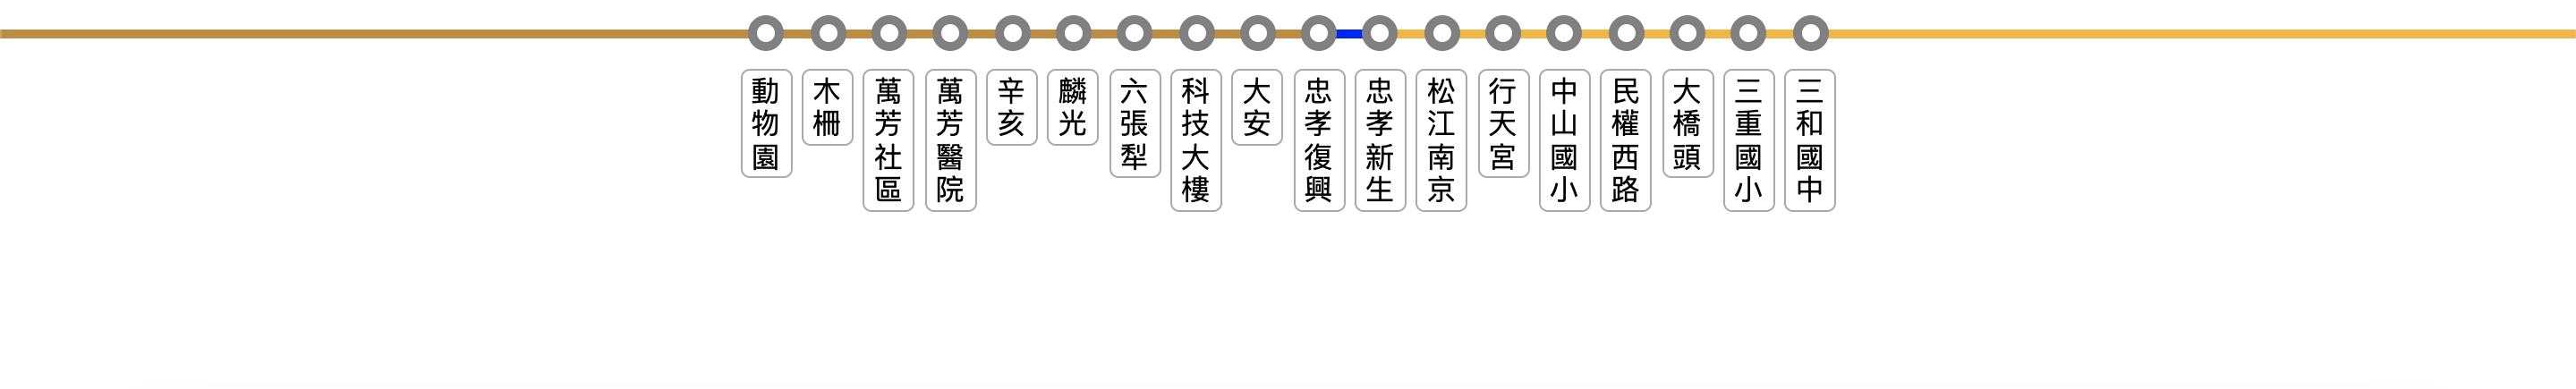 動物園
木柵
萬芳社區
萬芳醫院
辛亥
麟光
六張犁
科技大樓
大安
忠孝復興
忠孝新生
松江南京
行天宮
中山國小
民權西路
大橋頭
三重國小
三和國中